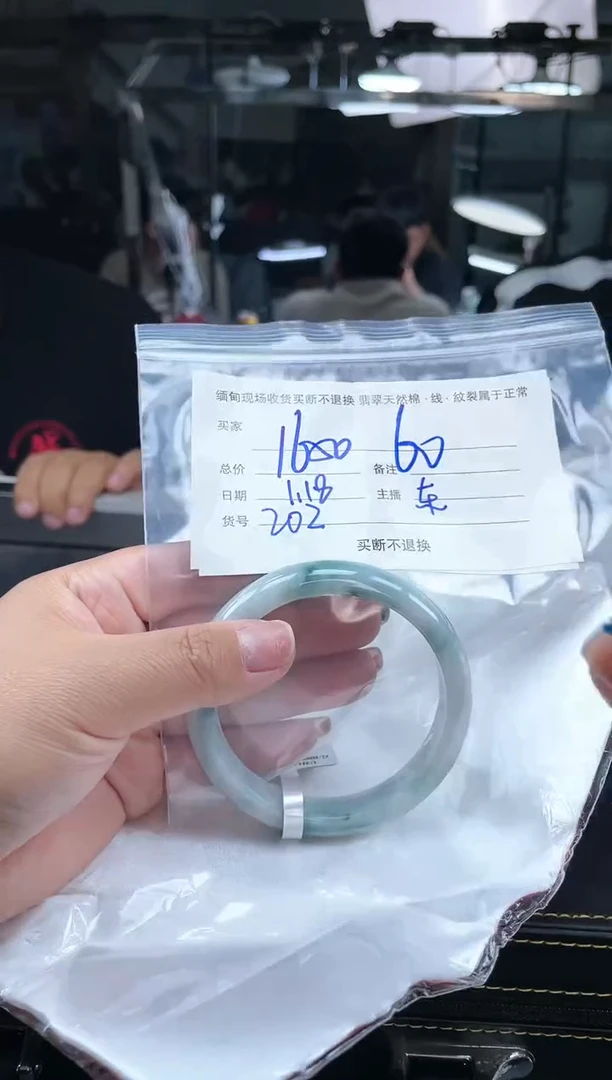 缅甸现场收货买断不退换 翡翠天然棉·线·紋裂属于正常
买家
总价 1680 备注 60
日期 1.18 主播 东
货号 202
买断不退换